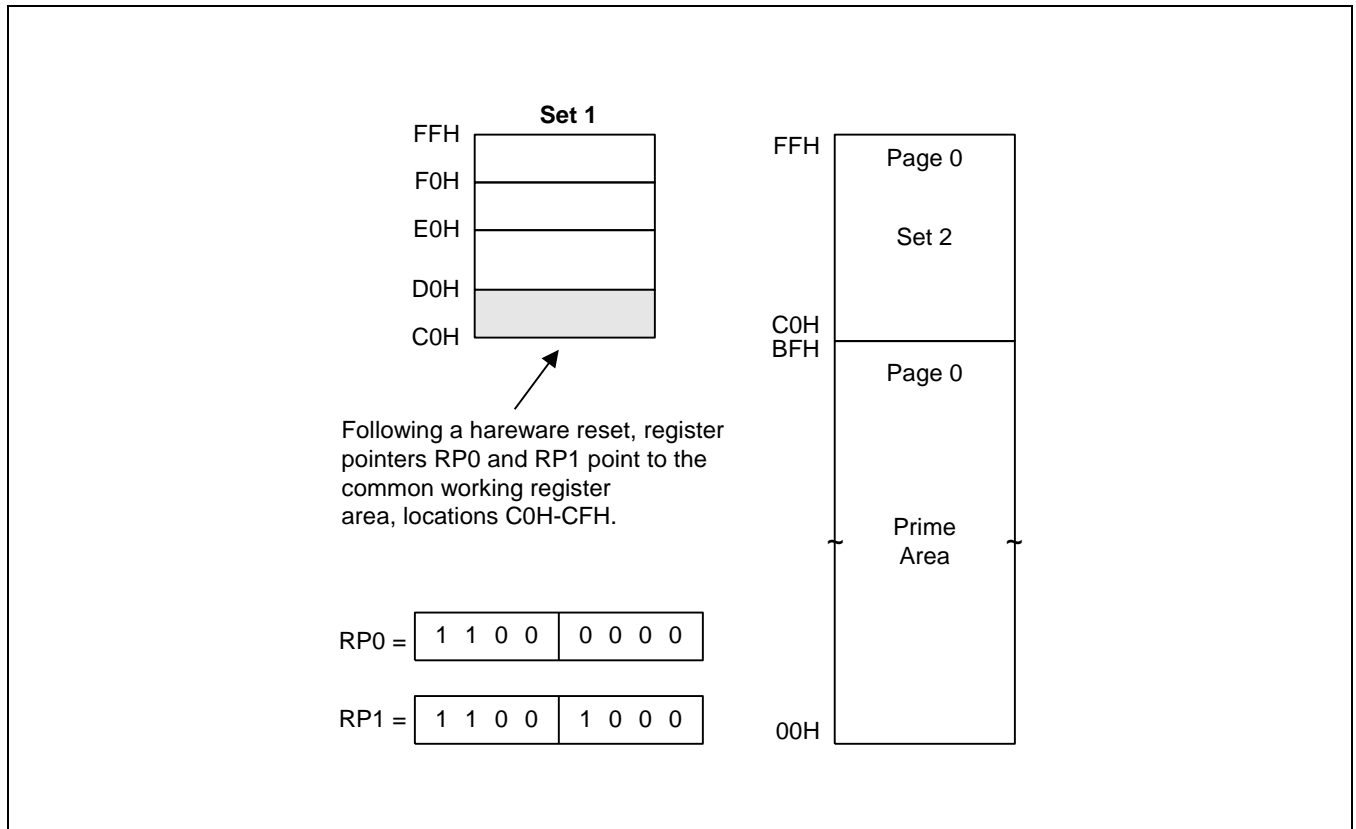 Set 1
FFH
F0H
E0H
D0H
C0H
Following a hareware reset, register
pointers RP0 and RP1 point to the
common working register
area, locations C0H-CFH.
RP0 = 1 1 0 0 0 0 0 0
RP1 = 1 1 0 0 1 0 0 0
FFH
Page 0
Set 2
C0H
BFH
Page 0
~ Prime ~
Area
00H